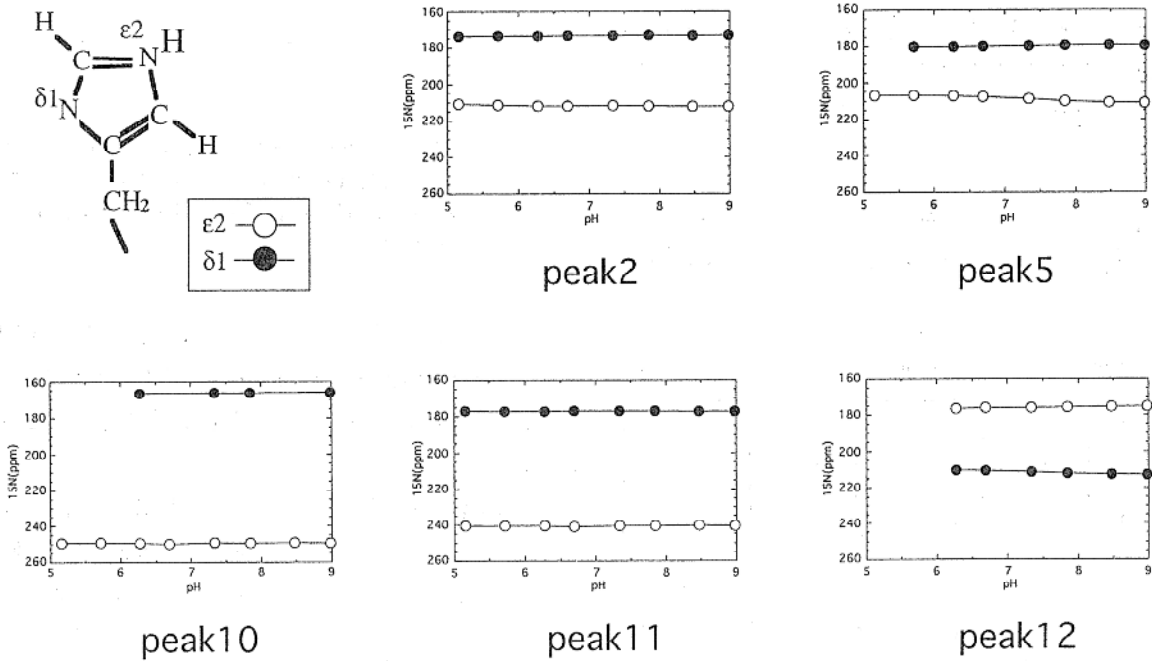 H
ε2
H
C
N
δ1
N
C
C
H
CH2
ε2
δ1
160
180
200
220
240
260
15N(ppm)
5 6 7 8 9
pH
peak2
160
180
200
220
240
260
15N(ppm)
5 6 7 8 9
pH
peak5
160
180
200
220
240
260
15N(ppm)
5 6 7 8 9
pH
peak10
160
180
200
220
240
260
15N(ppm)
5 6 7 8 9
pH
peak11
160
180
200
220
240
260
15N(ppm)
5 6 7 8 9
pH
peak12